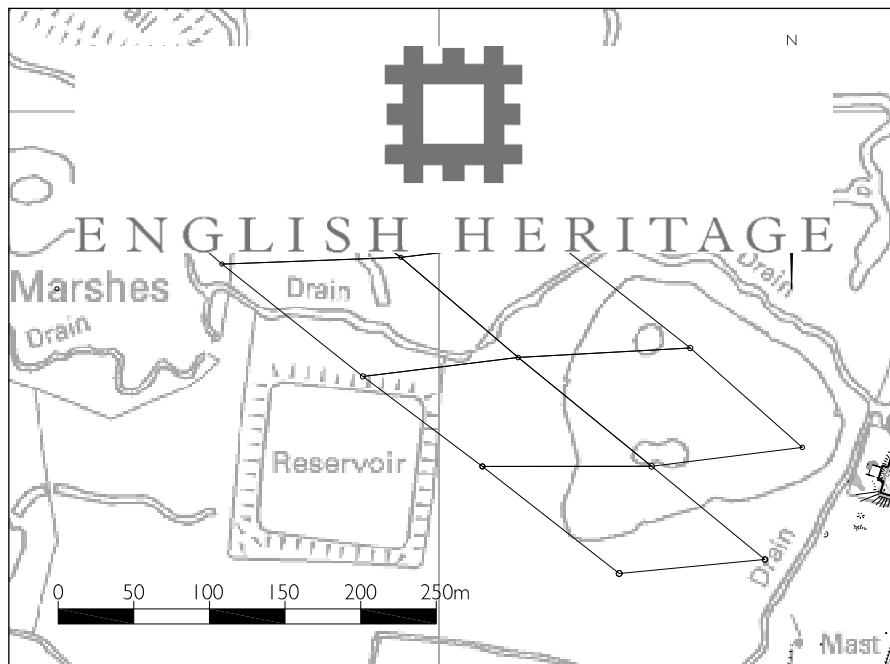 N
ENGLISH HERITAGE
Drain
Marshes
Drain
Drain
Reservoir
Drain
0 50 100 150 200 250m
Mast